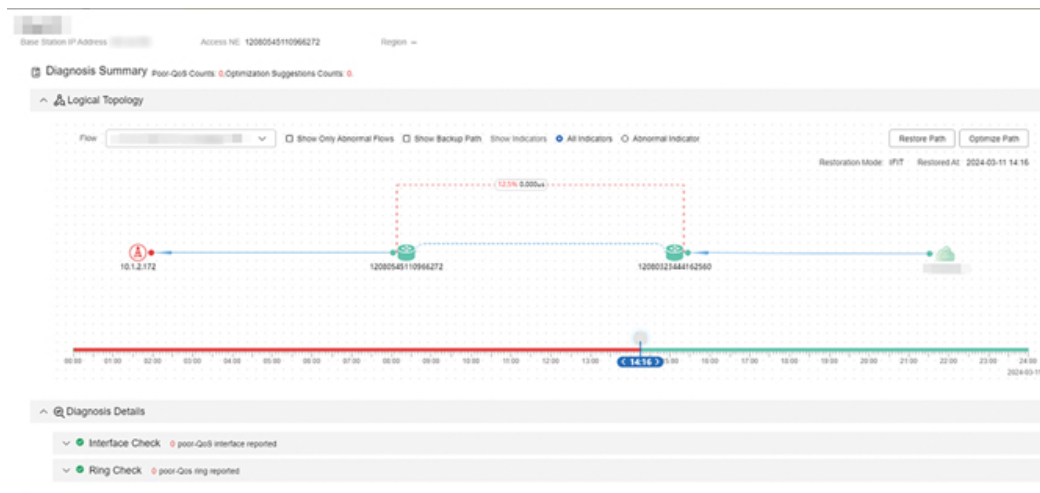 Base Station IP Address Access NE 12080545110966272 Region --
Diagnosis Summary Poor-QoS Counts: 0, Optimization Suggestions Counts: 0.
Logical Topology
Flow Show Only Abnormal Flows Show Backup Path Show Indicators All Indicators Abnormal Indicator Restore Path Optimize Path
Restoration Mode: IFIT Restored At: 2024-03-11 14:16
12.5% 0.000us
10.1.2.172 12080545110966272 12080323444162560
00:00 01:00 02:00 03:00 04:00 05:00 06:00 07:00 08:00 09:00 10:00 11:00 12:00 13:00 14:16 15:00 16:00 17:00 18:00 19:00 20:00 21:00 22:00 23:00 24:00
2024-03-11
Diagnosis Details
Interface Check 0 poor-QoS interface reported
Ring Check 0 poor-Qos ring reported